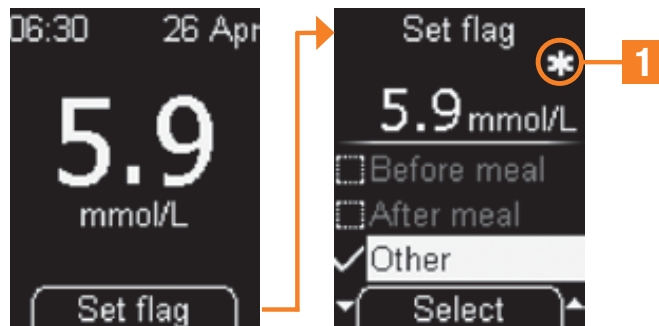 06:30 26 Apr
5.9
mmol/L
Set flag
Set flag
*
1
5.9 mmol/L
Before meal
After meal
Other
Select